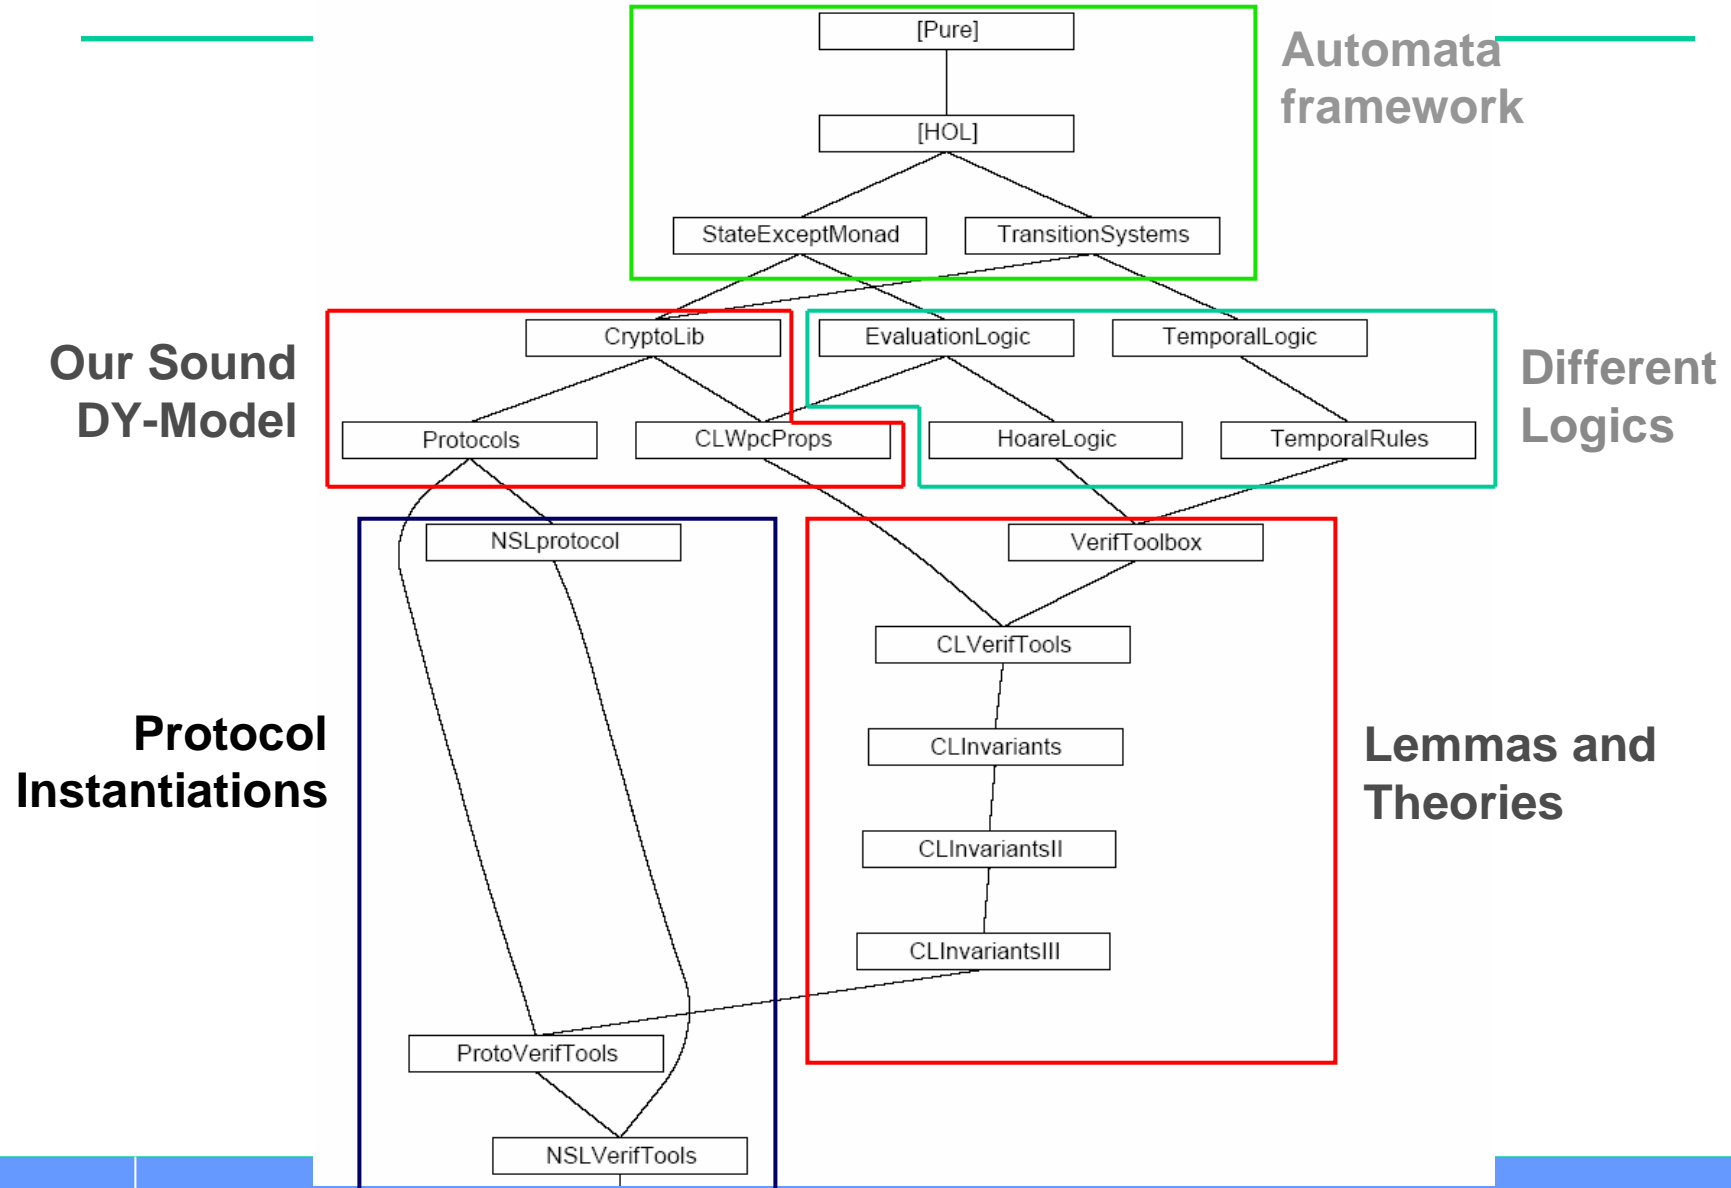 [Pure]
Automata
framework
[HOL]
StateExceptMonad
TransitionSystems
CryptoLib
EvaluationLogic
TemporalLogic
Our Sound
DY-Model
Different
Logics
Protocols
CLWpcProps
HoareLogic
TemporalRules
NSLprotocol
VerifToolbox
CLVerifTools
Protocol
Instantiations
CLInvariants
Lemmas and
Theories
CLInvariantsII
CLInvariantsIII
ProtoVerifTools
NSLVerifTools